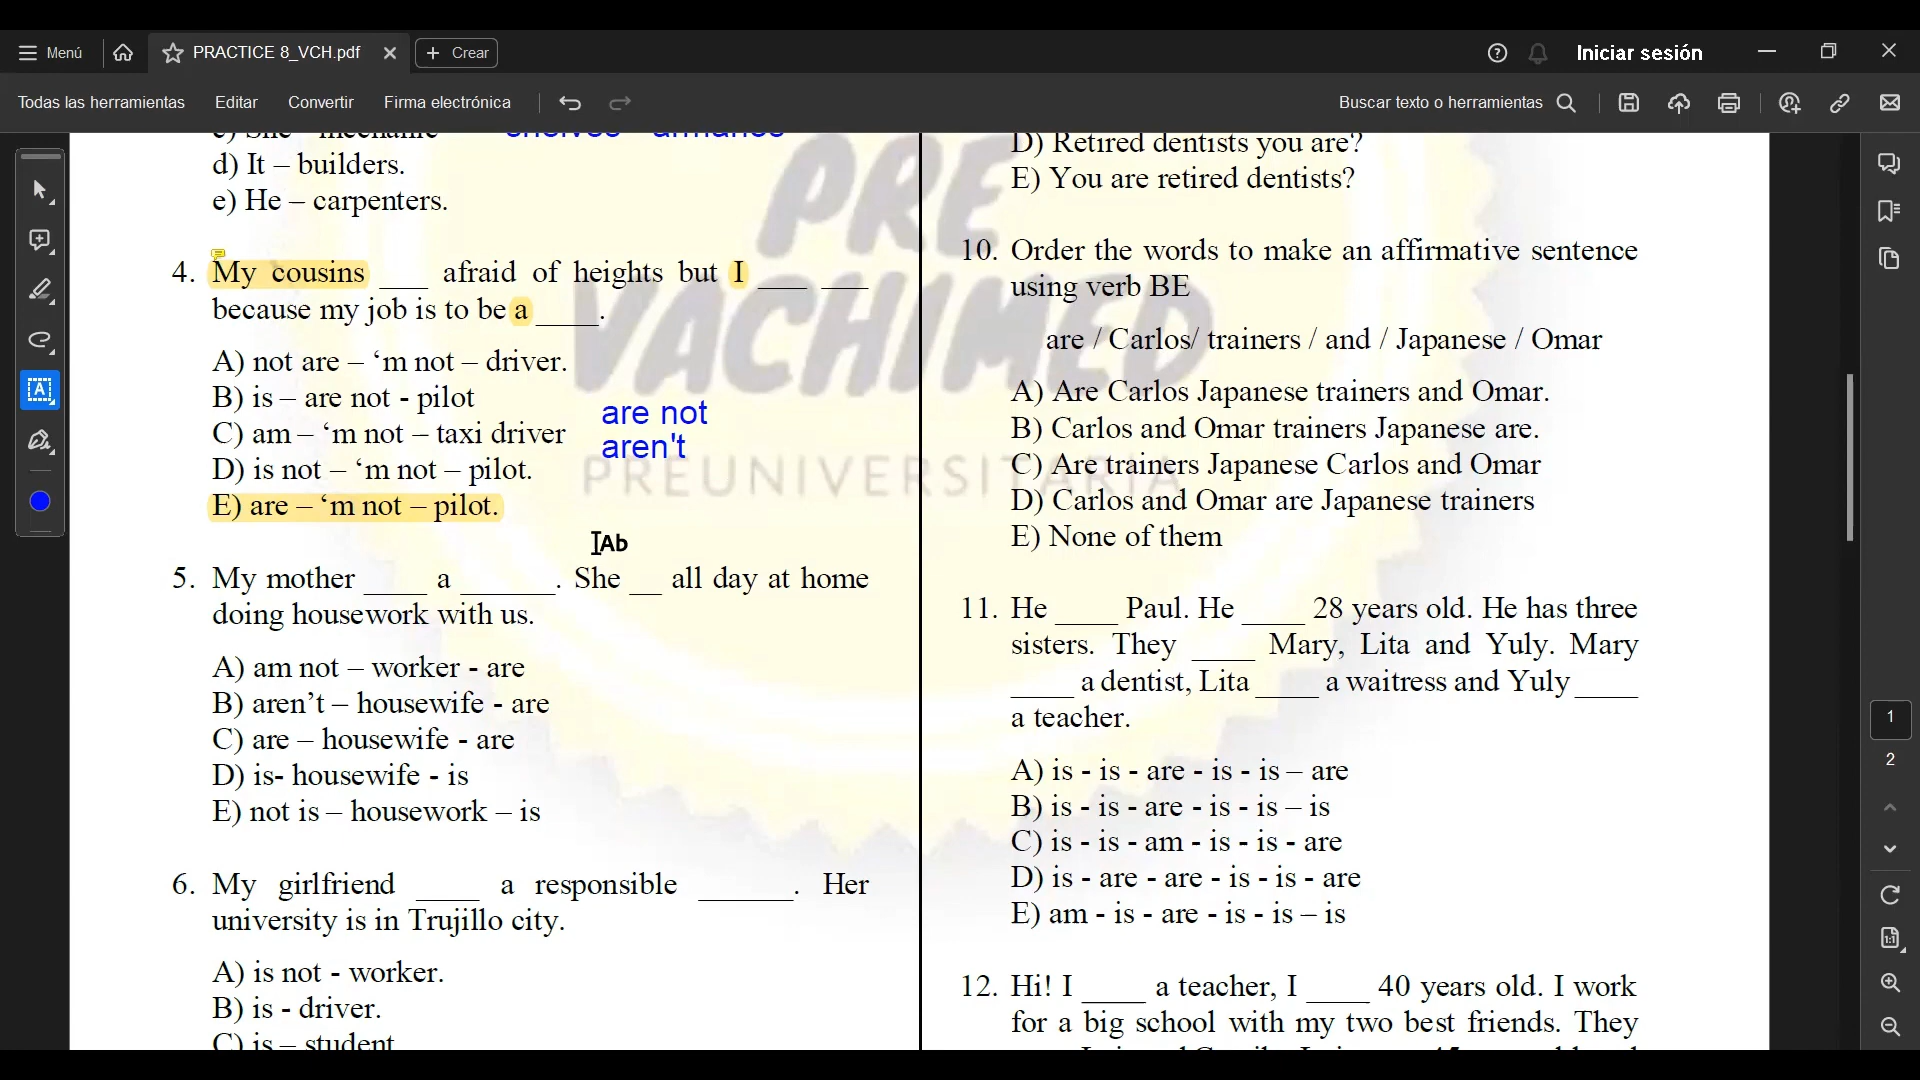 Menú
PRACTICE 8_VCH.pdf
Crear
Iniciar sesión
Todas las herramientas
Editar
Convertir
Firma electrónica
Buscar texto o herramientas
d) It – builders.
e) He – carpenters.
4. My cousins ___ afraid of heights but I ___ ___
because my job is to be a ____.
A) not are – ‘m not – driver.
B) is – are not - pilot
C) am – ‘m not – taxi driver
D) is not – ‘m not – pilot.
E) are – ‘m not – pilot.
are not
aren't
Ab
5. My mother ____ a ______. She __ all day at home
doing housework with us.
A) am not – worker - are
B) aren’t – housewife - are
C) are – housewife - are
D) is- housewife - is
E) not is – housework – is
6. My girlfriend ____ a responsible ______. Her
university is in Trujillo city.
A) is not - worker.
B) is - driver.
C) is – student
D) Retired dentists you are?
E) You are retired dentists?
10. Order the words to make an affirmative sentence
using verb BE
are / Carlos/ trainers / and / Japanese / Omar
A) Are Carlos Japanese trainers and Omar.
B) Carlos and Omar trainers Japanese are.
C) Are trainers Japanese Carlos and Omar
D) Carlos and Omar are Japanese trainers
E) None of them
11. He ____ Paul. He ____ 28 years old. He has three
sisters. They ____ Mary, Lita and Yuly. Mary
____ a dentist, Lita ____ a waitress and Yuly ____
a teacher.
A) is - is - are - is - is – are
B) is - is - are - is - is – is
C) is - is - am - is - is - are
D) is - are - are - is - is - are
E) am - is - are - is - is – is
12. Hi! I ____ a teacher, I ____ 40 years old. I work
for a big school with my two best friends. They
PRE
VACHIMED
PREUNIVERSITARIA
1
2